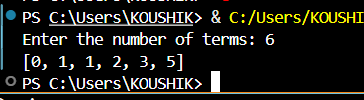 PS C:\Users\KOUSHIK> & C:/Users/KOUSHI
Enter the number of terms: 6
[0, 1, 1, 2, 3, 5]
PS C:\Users\KOUSHIK>